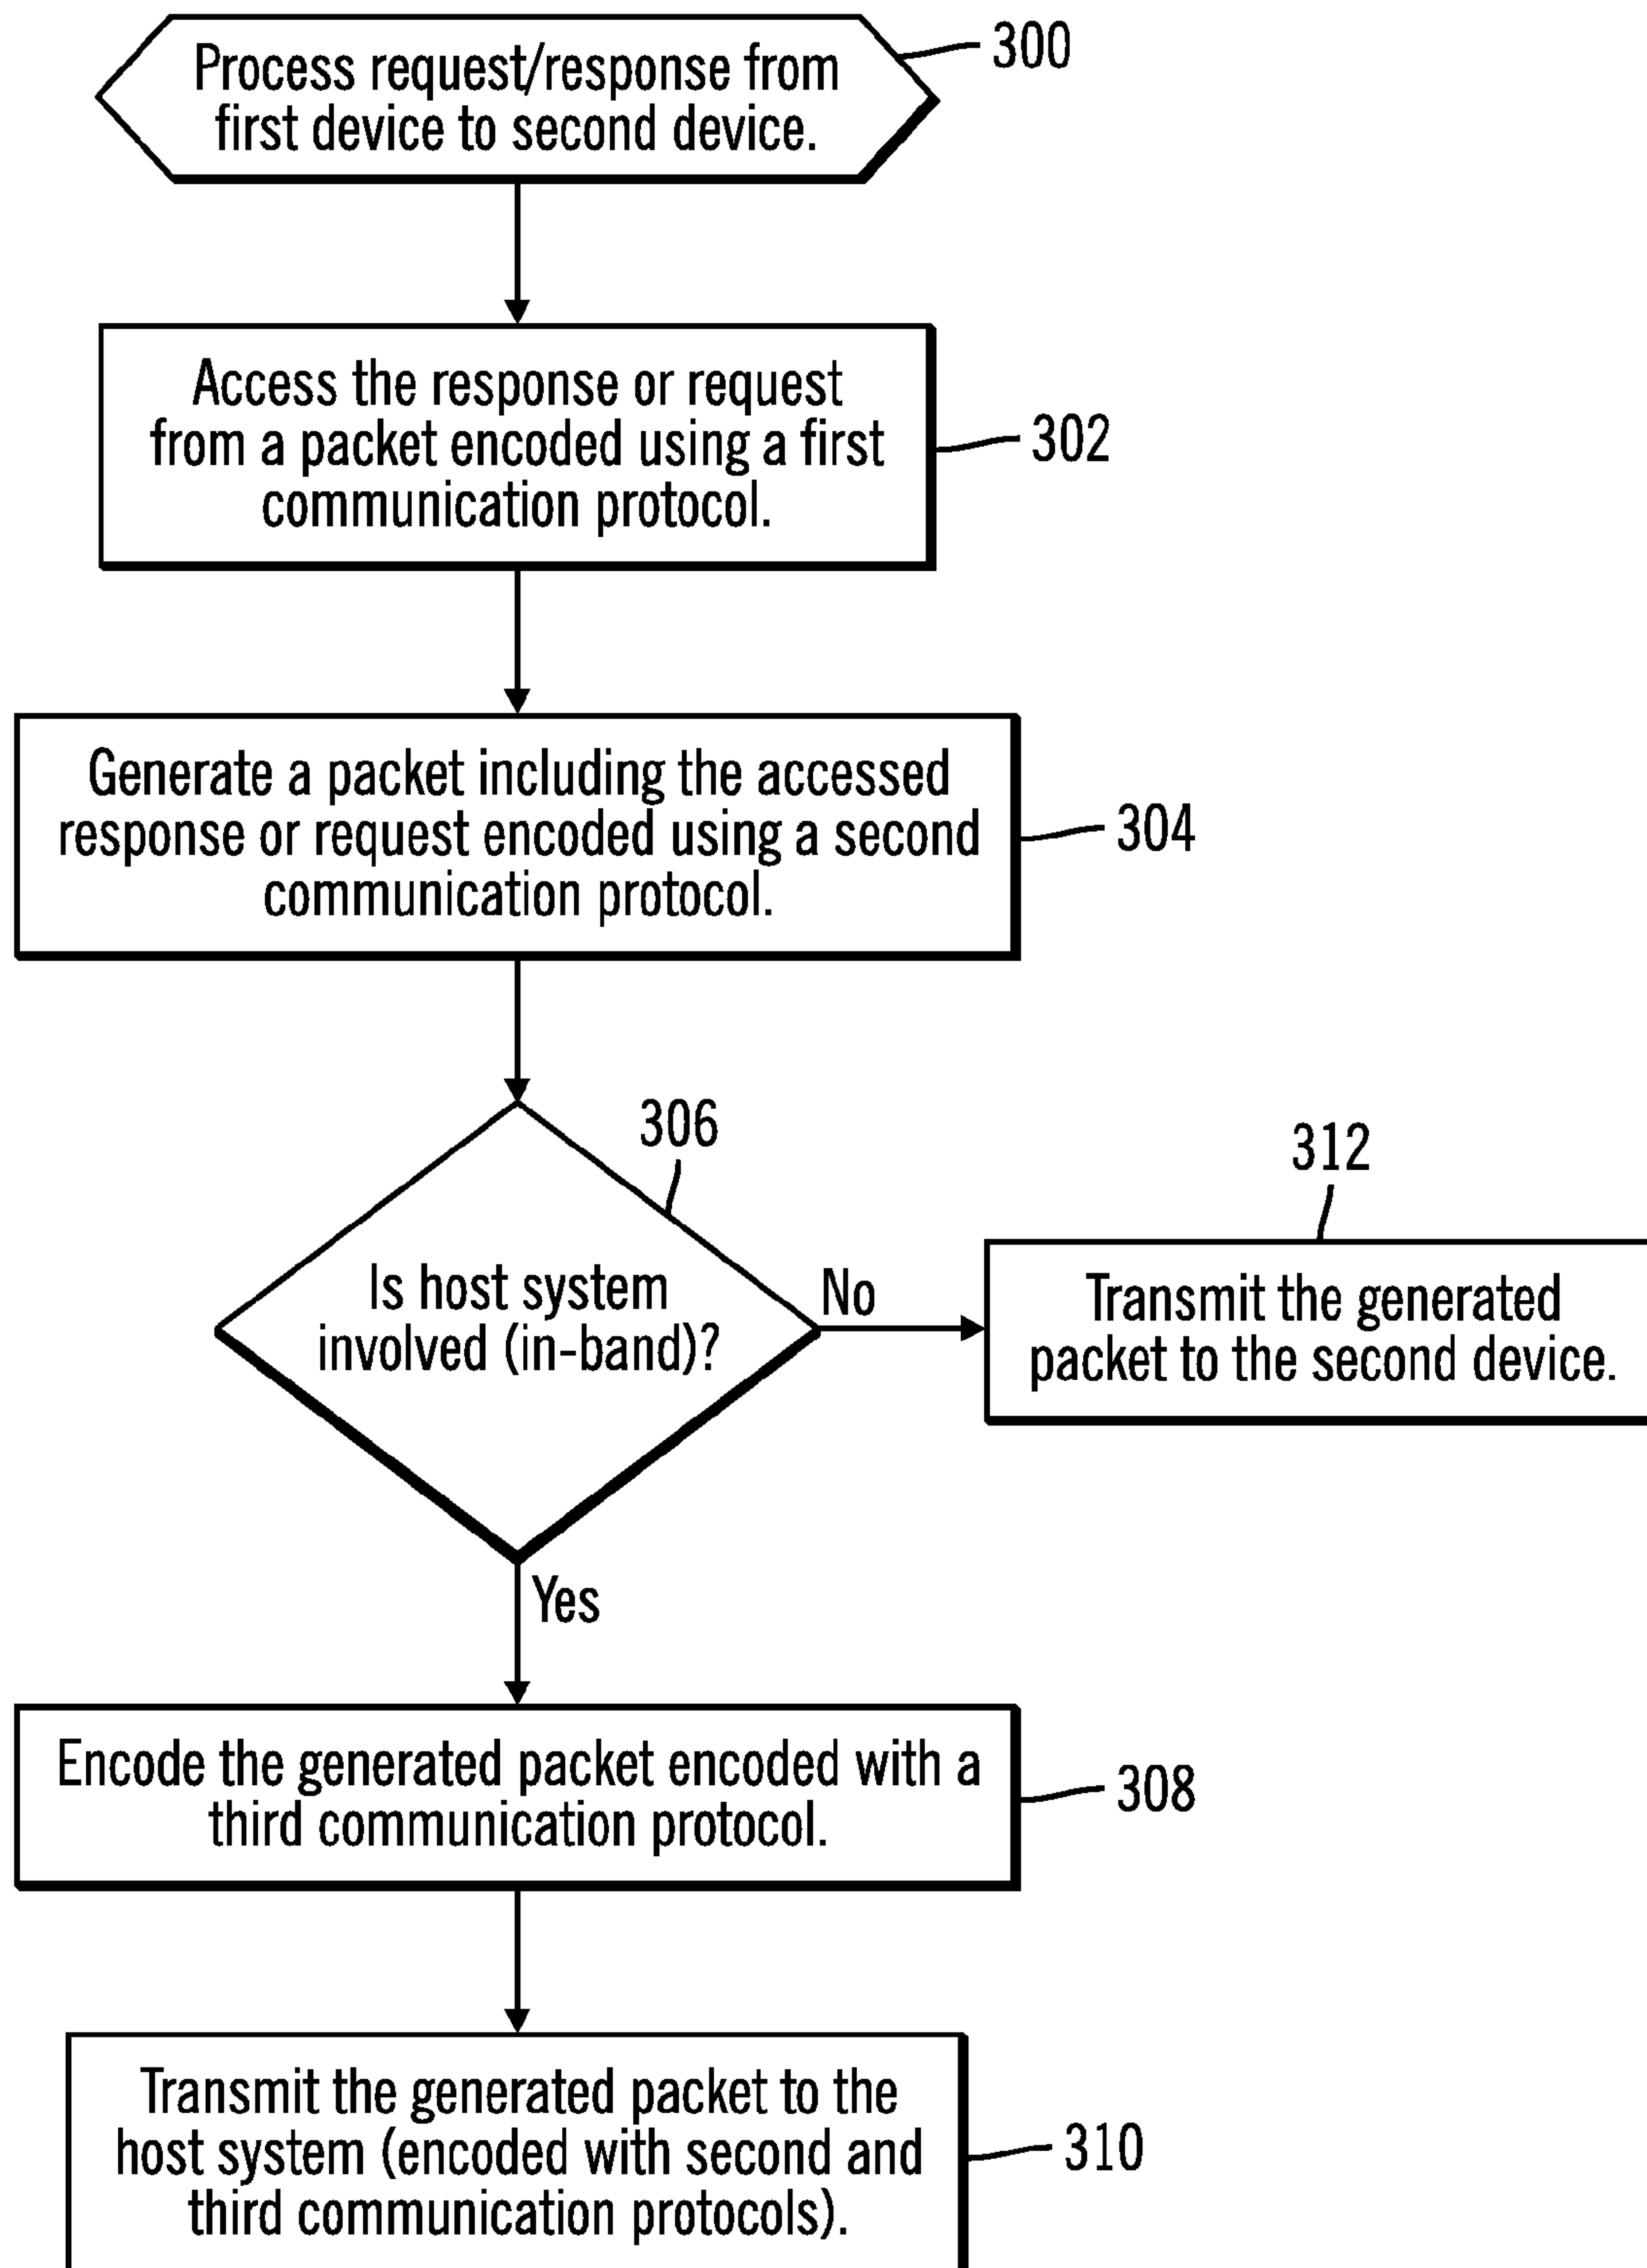 Process request/response from
first device to second device.
300
Access the response or request
from a packet encoded using a first
communication protocol.
302
Generate a packet including the accessed
response or request encoded using a second
communication protocol.
304
306
Is host system
involved (in-band)?
No
312
Transmit the generated
packet to the second device.
Yes
Encode the generated packet encoded with a
third communication protocol.
308
Transmit the generated packet to the
host system (encoded with second and
third communication protocols).
310